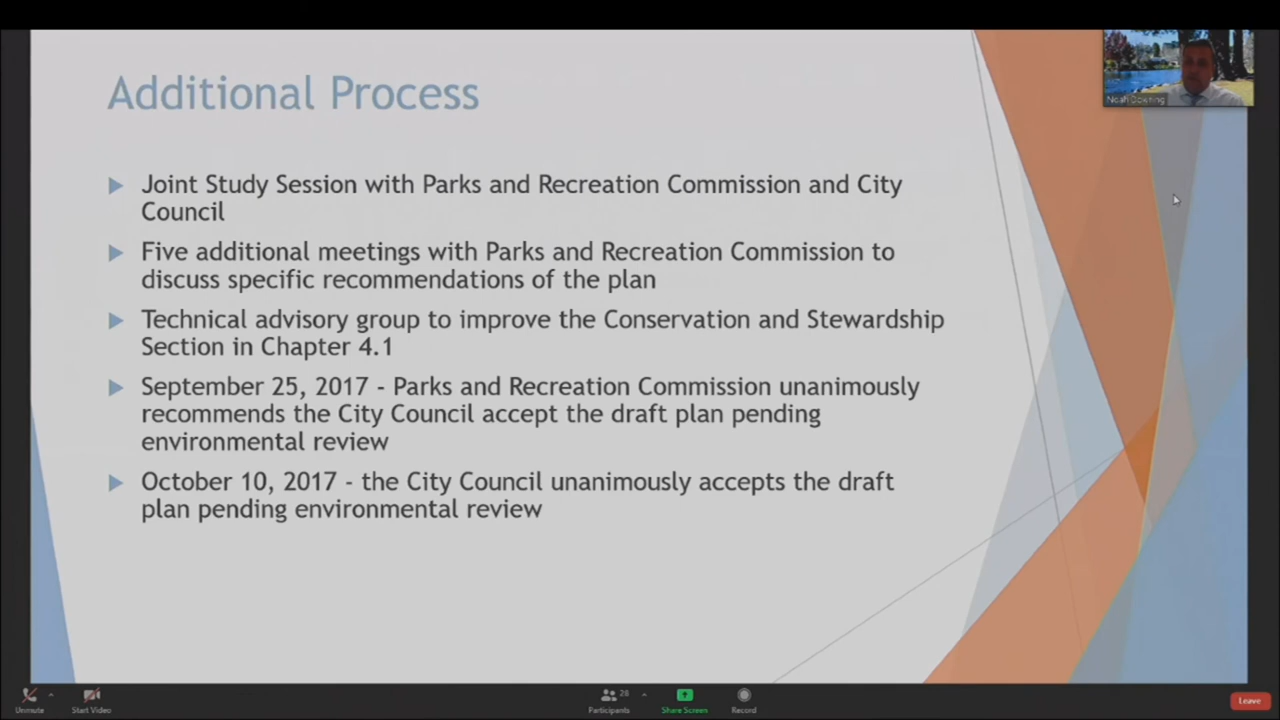 Additional Process
Joint Study Session with Parks and Recreation Commission and City
Council
Five additional meetings with Parks and Recreation Commission to
discuss specific recommendations of the plan
Technical advisory group to improve the Conservation and Stewardship
Section in Chapter 4.1
September 25, 2017 - Parks and Recreation Commission unanimously
recommends the City Council accept the draft plan pending
environmental review
October 10, 2017 - the City Council unanimously accepts the draft
plan pending environmental review
Noah Downing
Unmute
Start Video
26
Participants
Share Screen
Record
Leave